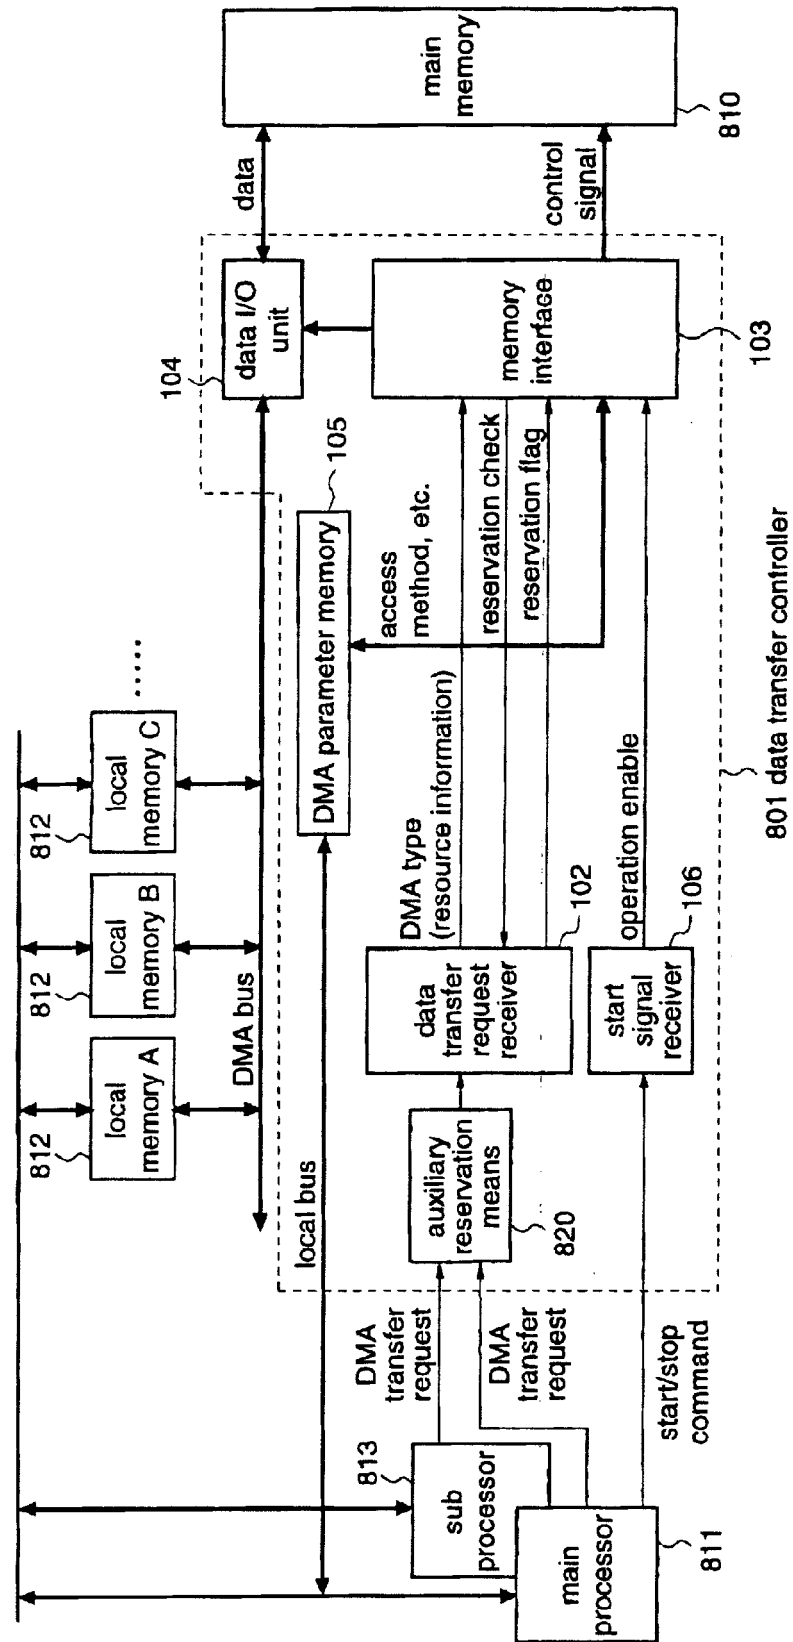 812
local
memory A
812
local
memory B
812
local
memory C
.....
DMA bus
local bus
104
data I/O
unit
data
main
memory
810
DMA parameter memory
105
access
method, etc.
813
sub
processor
main
processor
811
DMA
transfer
request
DMA
transfer
request
auxiliary
reservation
means
820
data
transfer
request
receiver
102
DMA type
(resource information)
reservation check
reservation flag
memory
interface
103
control
signal
start/stop
command
start
signal
receiver
106
operation enable
801 data transfer controller